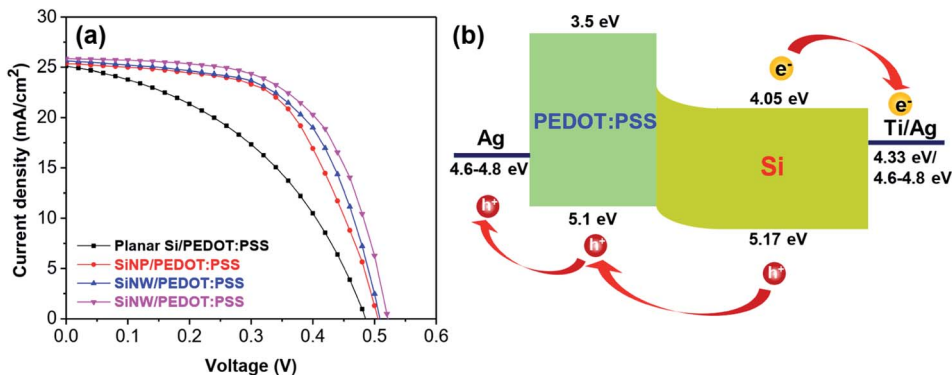 (a)
30
25
20
15
10
5
0
0.0 0.1 0.2 0.3 0.4 0.5 0.6
Current density (mA/cm²)
Voltage (V)
Planar Si/PEDOT:PSS
SiNP/PEDOT:PSS
SiNW/PEDOT:PSS
SiNW/PEDOT:PSS
(b)
3.5 eV
PEDOT:PSS
5.1 eV
Ag
4.6-4.8 eV
h⁺
h⁺
h⁺
e⁻
e⁻
4.05 eV
Si
5.17 eV
Ti/Ag
4.33 eV/
4.6-4.8 eV